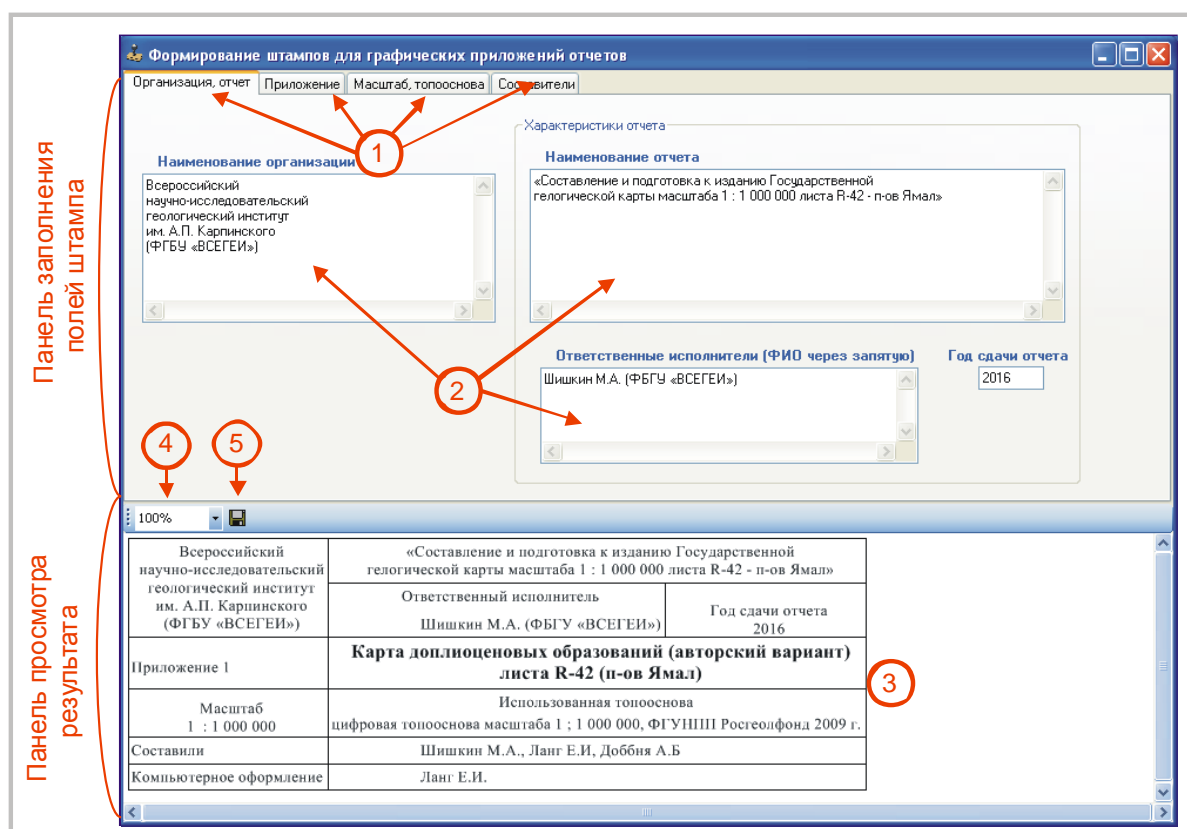 Формирование штампов для графических приложений отчетов
Организация, отчет
Приложение
Масштаб, топооснова
Составители
1
Панель заполнения
полей штампа
Наименование организации
Всероссийский
научно-исследовательский
геологический институт
им. А.П. Карпинского
(ФГБУ «ВСЕГЕИ»)
Характеристики отчета
Наименование отчета
«Составление и подготовка к изданию Государственной
гелогической карты масштаба 1 : 1 000 000 листа R-42 - п-ов Ямал»
2
Ответственные исполнители (ФИО через запятую)
Шишкин М.А. (ФБГУ «ВСЕГЕИ»)
Год сдачи отчета
2016
4
5
100%
Панель просмотра
результата
Всероссийский
научно-исследовательский
геологический институт
им. А.П. Карпинского
(ФГБУ «ВСЕГЕИ»)
«Составление и подготовка к изданию Государственной
гелогической карты масштаба 1 : 1 000 000 листа R-42 - п-ов Ямал»
Ответственный исполнитель
Шишкин М.А. (ФБГУ «ВСЕГЕИ»)
Год сдачи отчета
2016
Приложение 1
Карта доплиоценовых образований (авторский вариант)
листа R-42 (п-ов Ямал)
3
Масштаб
1 : 1 000 000
Использованная топооснова
цифровая топооснова масштаба 1 ; 1 000 000, ФГУНПП Росгеолфонд 2009 г.
Составили
Шишкин М.А., Ланг Е.И, Доббня А.Б
Компьютерное оформление
Ланг Е.И.